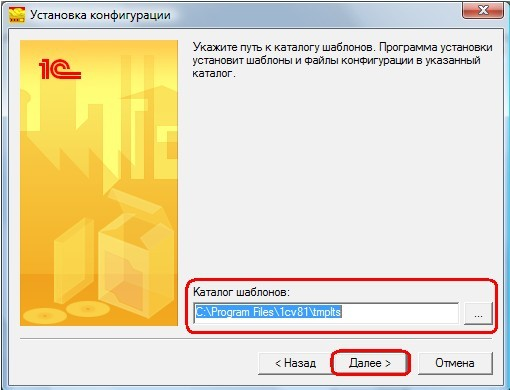 Установка конфигурации
1С
Укажите путь к каталогу шаблонов. Программа установки
установит шаблоны и файлы конфигурации в указанный
каталог.
Каталог шаблонов:
C:\Program Files\1cv81\tmplts
...
< Назад
Далее >
Отмена